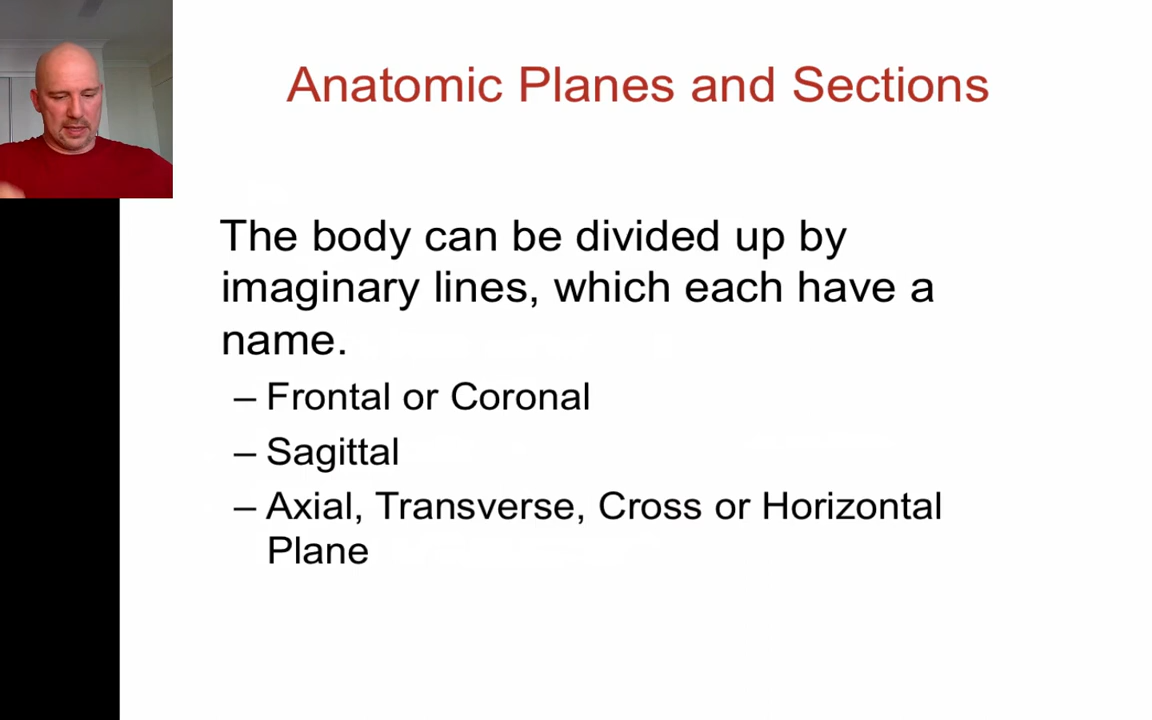 Anatomic Planes and Sections
The body can be divided up by
imaginary lines, which each have a
name.
– Frontal or Coronal
– Sagittal
– Axial, Transverse, Cross or Horizontal
Plane